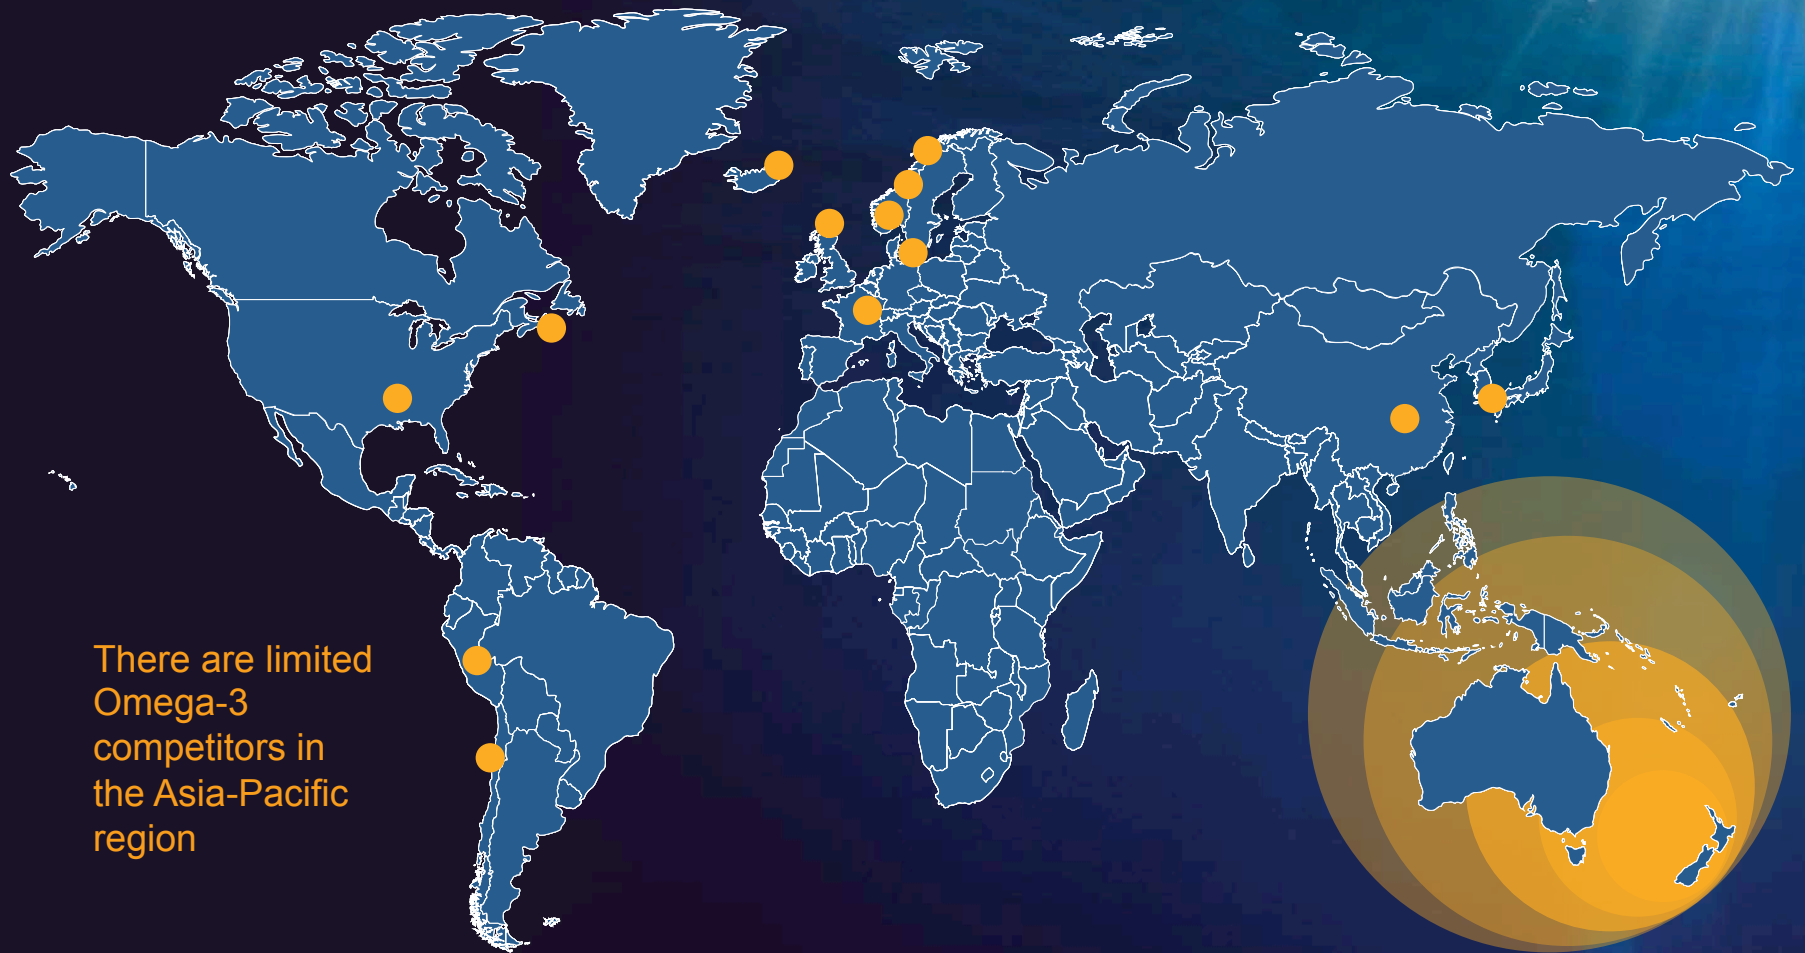 There are limited
Omega-3
competitors in
the Asia-Pacific
region